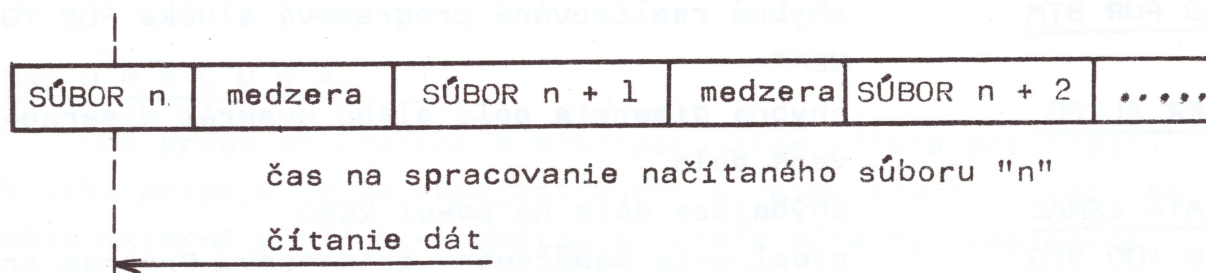 SÚBOR n medzera SÚBOR n + 1 medzera SÚBOR n + 2 .....
čas na spracovanie načítaného súboru "n"
čítanie dát